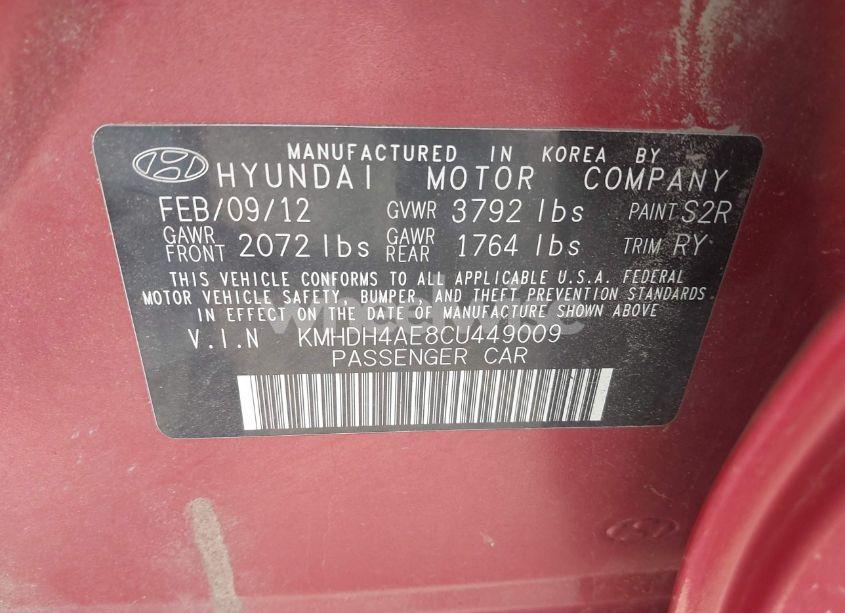 MANUFACTURED IN KOREA BY
HYUNDAI MOTOR COMPANY
FEB/09/12 GVWR 3792 lbs PAINT S2R
GAWR FRONT 2072 lbs GAWR REAR 1764 lbs TRIM RY
THIS VEHICLE CONFORMS TO ALL APPLICABLE U.S.A. FEDERAL
MOTOR VEHICLE SAFETY, BUMPER, AND THEFT PREVENTION STANDARDS
IN EFFECT ON THE DATE OF MANUFACTURE SHOWN ABOVE
V.I.N KMHDH4AE8CU449009
PASSENGER CAR